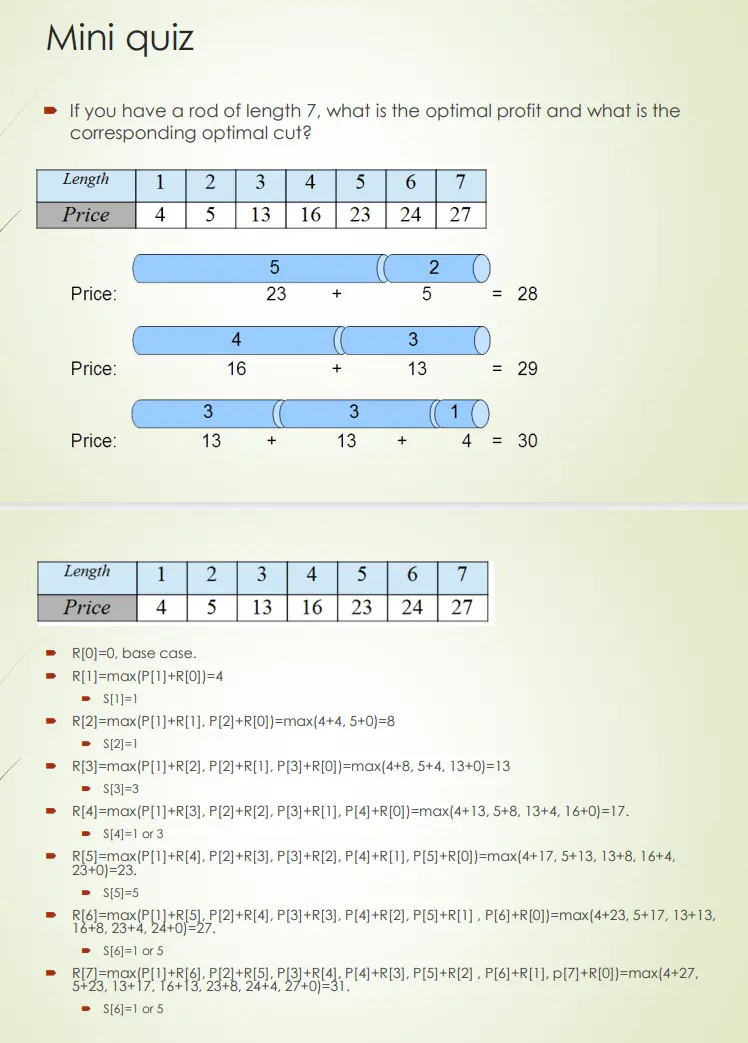 Mini quiz
If you have a rod of length 7, what is the optimal profit and what is the
corresponding optimal cut?
Length 1 2 3 4 5 6 7
Price 4 5 13 16 23 24 27
5 2
Price: 23 + 5 = 28
4 3
Price: 16 + 13 = 29
3 3 1
Price: 13 + 13 + 4 = 30
Length 1 2 3 4 5 6 7
Price 4 5 13 16 23 24 27
R[0]=0, base case.
R[1]=max(P[1]+R[0])=4
S[1]=1
R[2]=max(P[1]+R[1], P[2]+R[0])=max(4+4, 5+0)=8
S[2]=1
R[3]=max(P[1]+R[2], P[2]+R[1], P[3]+R[0])=max(4+8, 5+4, 13+0)=13
S[3]=3
R[4]=max(P[1]+R[3], P[2]+R[2], P[3]+R[1], P[4]+R[0])=max(4+13, 5+8, 13+4, 16+0)=17.
S[4]=1 or 3
R[5]=max(P[1]+R[4], P[2]+R[3], P[3]+R[2], P[4]+R[1], P[5]+R[0])=max(4+17, 5+13, 13+8, 16+4,
23+0)=23.
S[5]=5
R[6]=max(P[1]+R[5], P[2]+R[4], P[3]+R[3], P[4]+R[2], P[5]+R[1] , P[6]+R[0])=max(4+23, 5+17, 13+13,
16+8, 23+4, 24+0)=27.
S[6]=1 or 5
R[7]=max(P[1]+R[6], P[2]+R[5], P[3]+R[4], P[4]+R[3], P[5]+R[2] , P[6]+R[1], p[7]+R[0])=max(4+27,
5+23, 13+17, 16+13, 23+8, 24+4, 27+0)=31.
S[6]=1 or 5